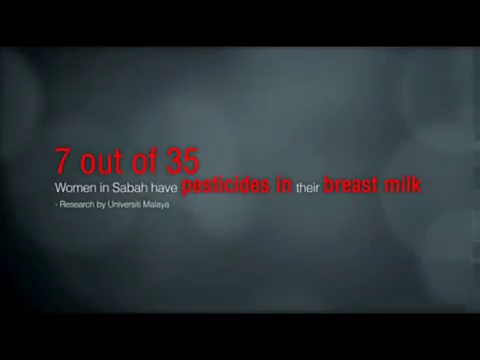 7 out of 35
Women in Sabah have pesticides in their breast milk
- Research by Universiti Malaya